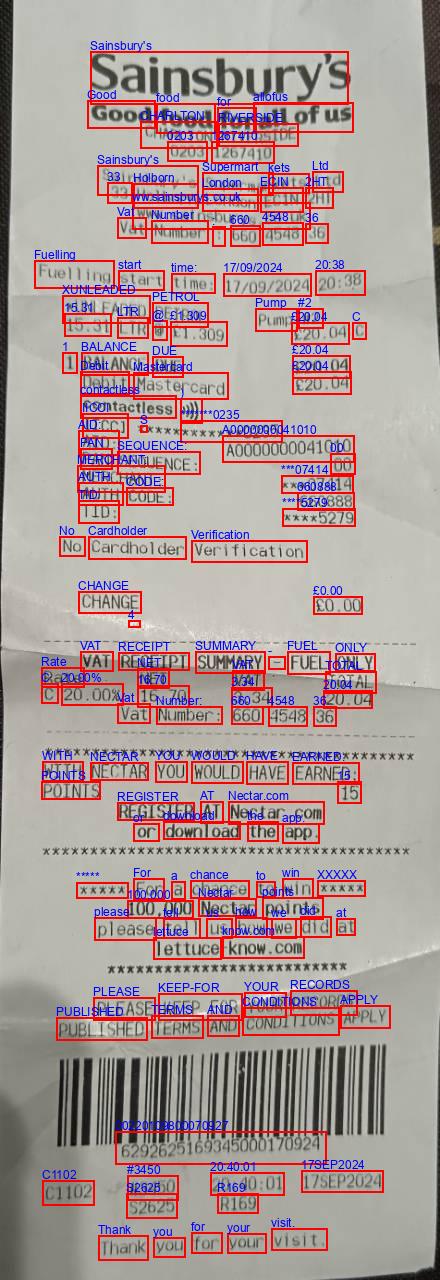 Sainsbury's
Good food for all of us
CHARLTON RIVERSIDE
0203 1267410
Sainsbury's Supermarkets Ltd
33 Holborn London EC1N 2HT
www.sainsburys.co.uk
Vat Number : 660 4548 36
Fuelling start time: 17/09/2024 20:38
UNLEADED PETROL Pump #2
15.31 LTR @ £1.309 £20.04 C
1 BALANCE DUE £20.04
Debit Mastercard £20.04
Contactless
************0235
AID: A0000000041010
PAN SEQUENCE: 00
MERCHANT: ***07414
AUTH CODE:
TID: ****5279
No Cardholder Verification
CHANGE £0.00
VAT RECEIPT SUMMARY - FUEL ONLY
Rate NET VAT TOTAL
C 20.00% 16.70 3.34 20.04
Vat Number: 660 4548 36
WITH NECTAR YOU WOULD HAVE EARNED:
POINTS 15
REGISTER AT Nectar.com
or download the app.
***** For a chance to win *****
100,000 Nectar points
please tell us how we did at
lettuce-know.com
PLEASE KEEP FOR YOUR RECORDS
PUBLISHED TERMS AND CONDITIONS APPLY
6292625169345000170924
C1102 #3450 20:40:01 17SEP2024
S2625 R169
Thank you for your visit.